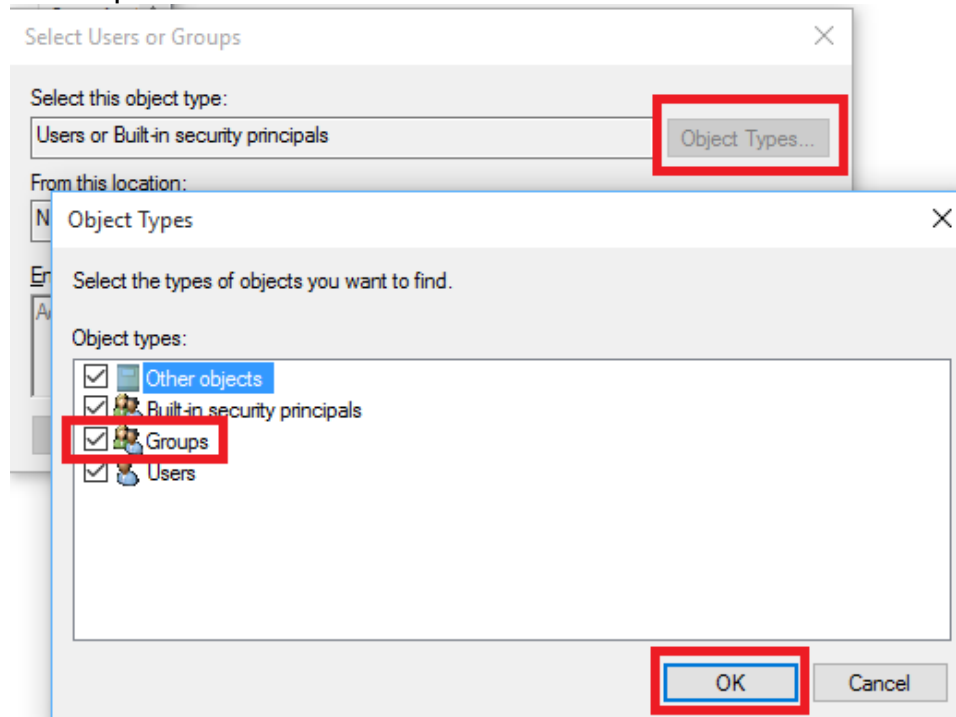 Select Users or Groups
Select this object type:
Users or Built-in security principals
Object Types...
From this location:
N
Object Types
En
Select the types of objects you want to find.
Object types:
Other objects
Built-in security principals
Groups
Users
OK
Cancel